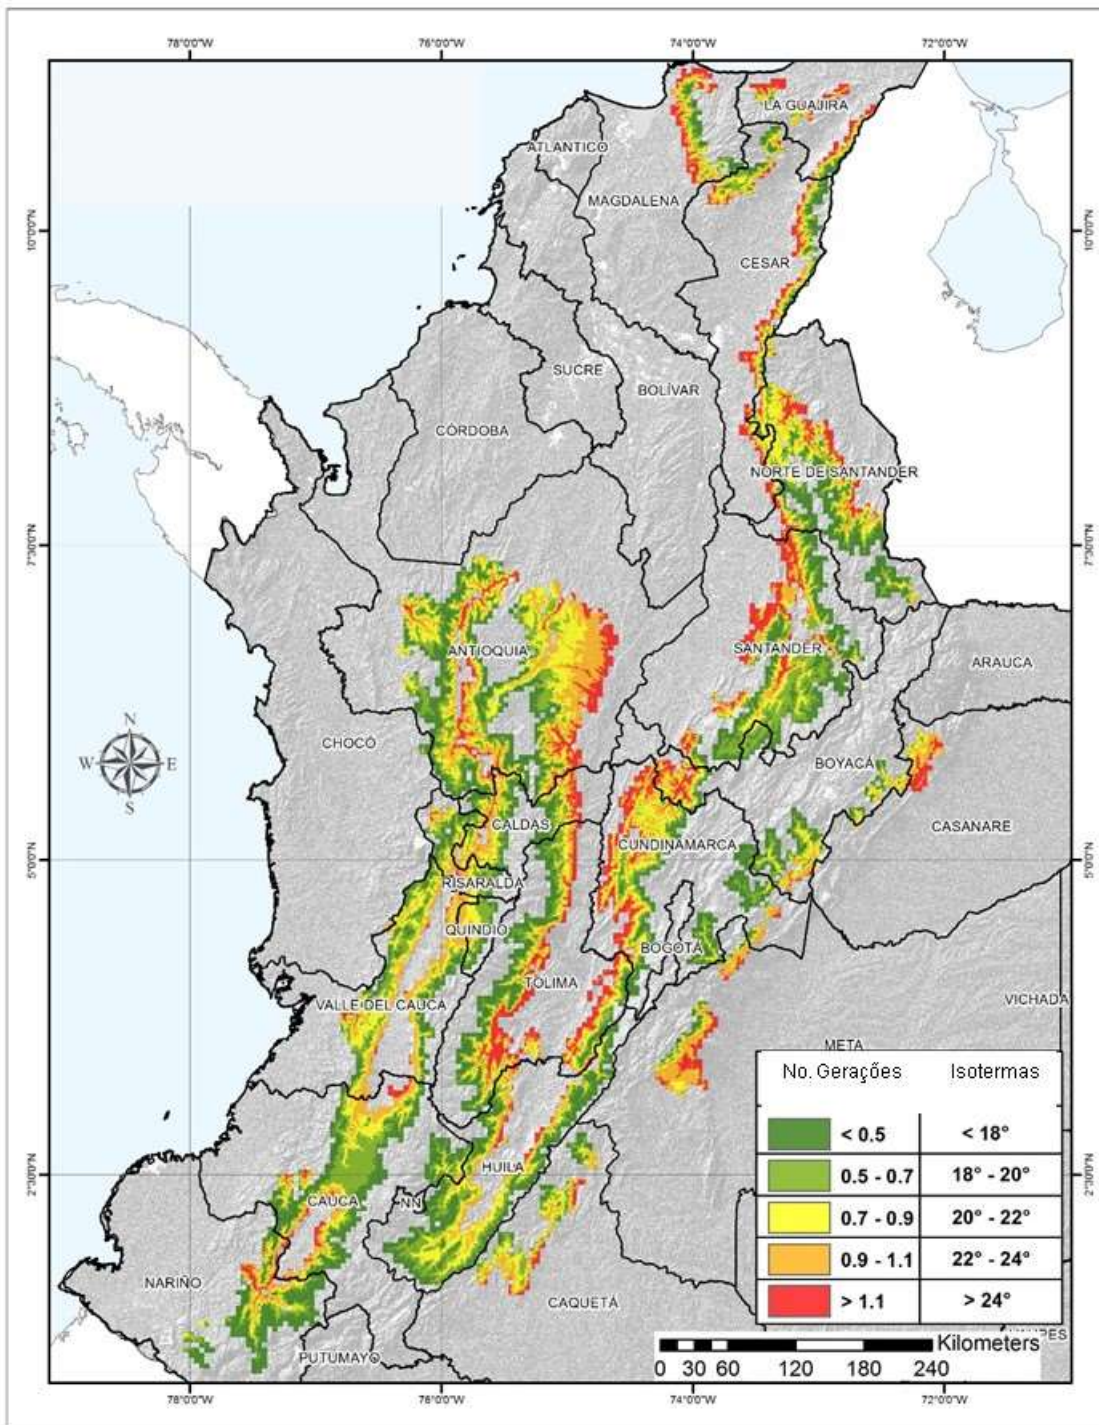 78°0'0"W 76°0'0"W 74°0'0"W 72°0'0"W
LA GUAJIRA
ATLANTICO
MAGDALENA
10°0'0"N 10°0'0"N
CESAR
SUCRE
BOLÍVAR
CÓRDOBA
NORTE DE SANTANDER
7°30'0"N 7°30'0"N
ANTIOQUIA
SANTANDER
ARAUCA
CHOCÓ
N
W E
S
BOYACÁ
CALDAS
CASANARE
CUNDINAMARCA
5°0'0"N 5°0'0"N
RISARALDA
QUINDIO
BOGOTÁ
TOLIMA
VALLE DEL CAUCA
VICHADA
META
No. Gerações Isotermas
< 0.5 < 18°
0.5 - 0.7 18° - 20°
0.7 - 0.9 20° - 22°
0.9 - 1.1 22° - 24°
> 1.1 > 24°
HUILA
2°30'0"N 2°30'0"N
CAUCA
NN
NARIÑO
CAQUETÁ
PUTUMAYO
Kilometers
0 30 60 120 180 240
78°0'0"W 76°0'0"W 74°0'0"W 72°0'0"W